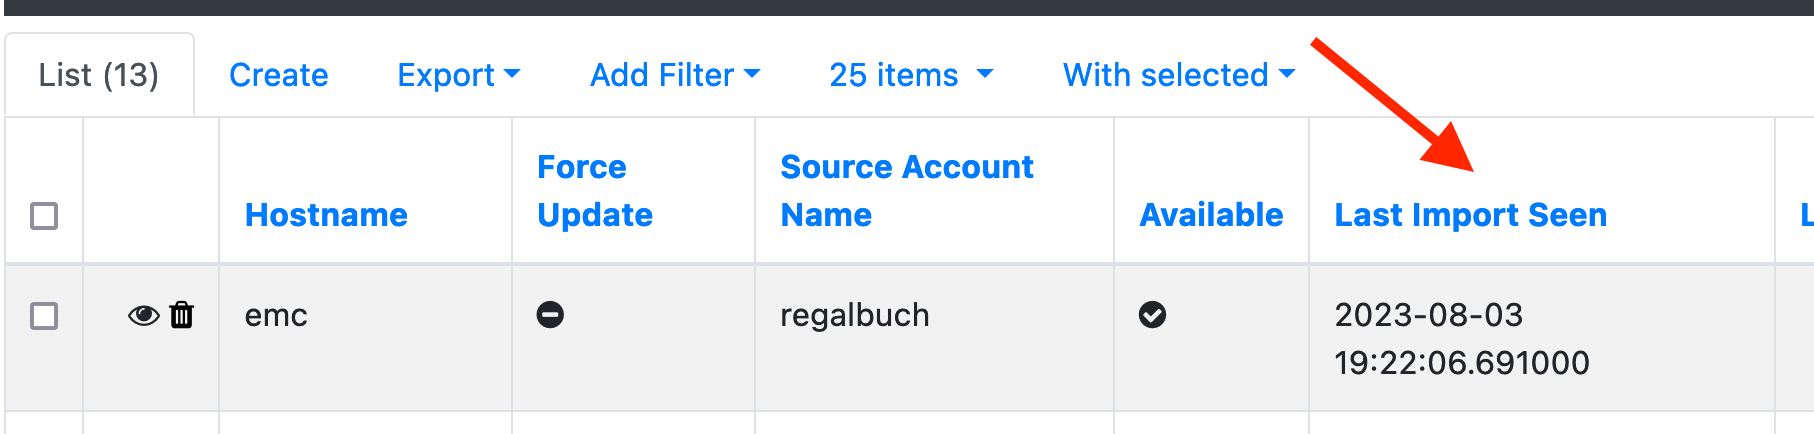 List (13) Create Export Add Filter 25 items With selected
Hostname Force Update Source Account Name Available Last Import Seen
emc regalbuch 2023-08-03
19:22:06.691000